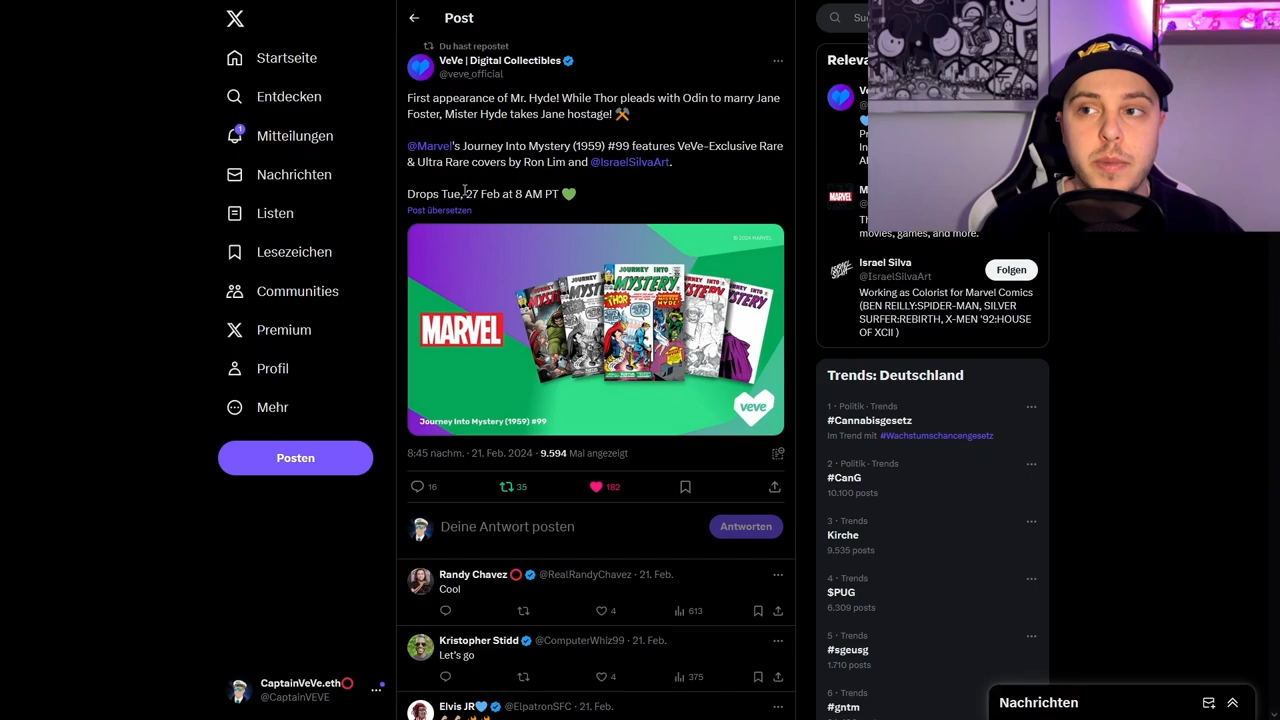 Startseite
Entdecken
1
Mitteilungen
Nachrichten
Listen
Lesezeichen
Communities
Premium
Profil
Mehr
Posten
CaptainVeVe.eth⭕
@CaptainVEVE
Post
Du hast repostet
VeVe | Digital Collectibles
@veve_official
First appearance of Mr. Hyde! While Thor pleads with Odin to marry Jane
Foster, Mister Hyde takes Jane hostage! ⚒️
@Marvel's Journey Into Mystery (1959) #99 features VeVe-Exclusive Rare
& Ultra Rare covers by Ron Lim and @IsraelSilvaArt.
Drops Tue, 27 Feb at 8 AM PT 💚
Post übersetzen
© 2024 MARVEL
MARVEL
JOURNEY INTO
MYSTERY
THOR
veve
Journey Into Mystery (1959) #99
8:45 nachm. · 21. Feb. 2024 · 9.594 Mal angezeigt
16
35
182
Deine Antwort posten
Antworten
Randy Chavez ⭕ @RealRandyChavez · 21. Feb.
Cool
4
613
Kristopher Stidd @ComputerWhiz99 · 21. Feb.
Let's go
4
375
Elvis JR🩵 @ElpatronSFC · 21. Feb.
MARVEL
movies, games, and more.
Israel Silva
@IsraelSilvaArt
Folgen
Working as Colorist for Marvel Comics
(BEN REILLY:SPIDER-MAN, SILVER
SURFER:REBIRTH, X-MEN '92:HOUSE
OF XCII )
Trends: Deutschland
1 · Politik · Trends
#Cannabisgesetz
Im Trend mit #Wachstumschancengesetz
2 · Politik · Trends
#CanG
10.100 posts
3 · Trends
Kirche
9.535 posts
4 · Trends
$PUG
6.309 posts
5 · Trends
#sgeusg
1.710 posts
6 · Trends
#gntm
Nachrichten
VEVE